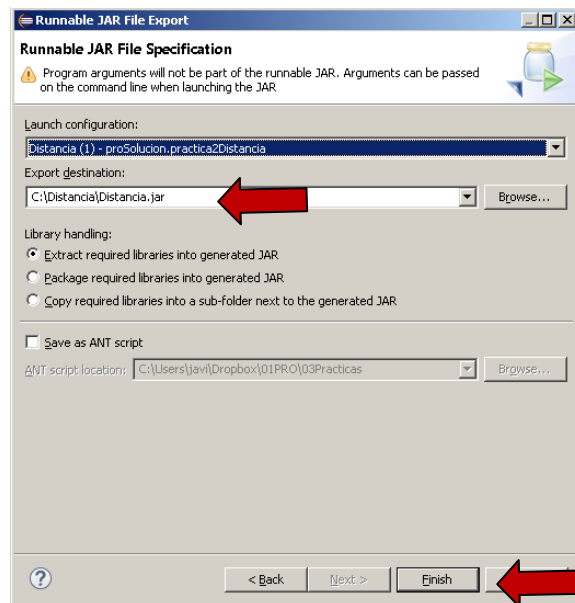 Runnable JAR File Export
Runnable JAR File Specification
Program arguments will not be part of the runnable JAR. Arguments can be passed
on the command line when launching the JAR
Launch configuration:
Distancia (1) - proSolucion.practica2Distancia
Export destination:
C:\Distancia\Distancia.jar
Browse...
Library handling:
Extract required libraries into generated JAR
Package required libraries into generated JAR
Copy required libraries into a sub-folder next to the generated JAR
Save as ANT script
ANT script location: C:\Users\javi\Dropbox\01PRO\03Practicas
Browse...
? < Back Next > Finish